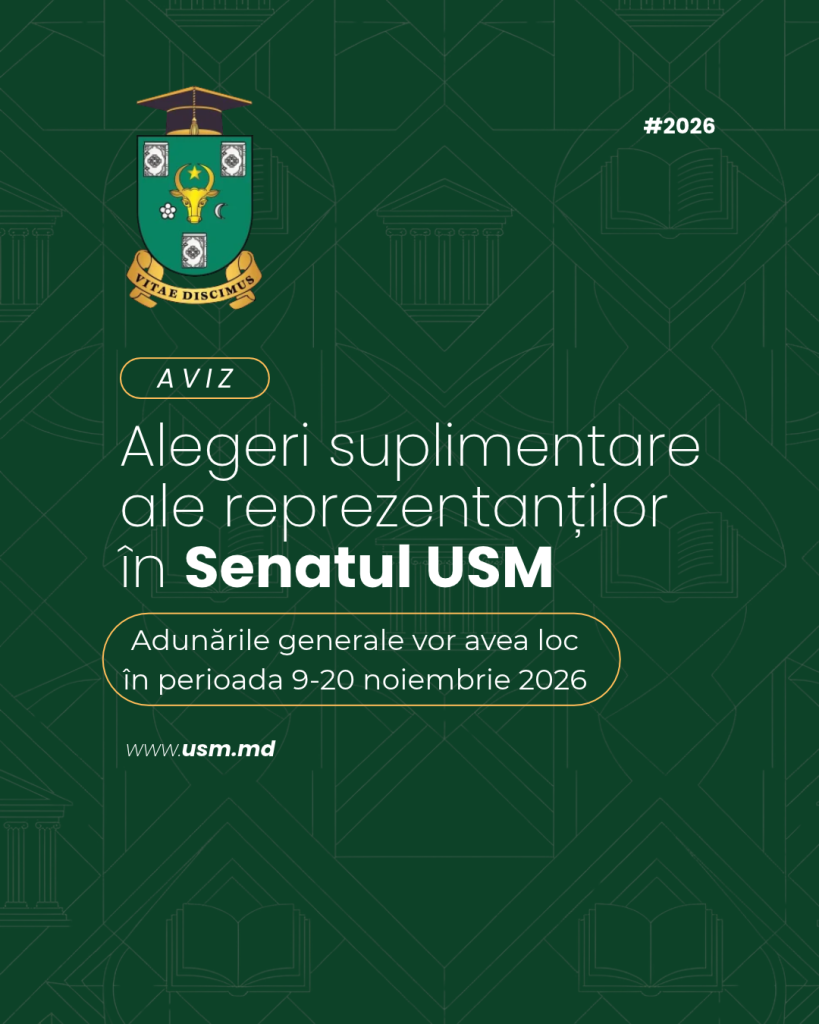 #2026
VITAE DISCIMUS
AVIZ
Alegeri suplimentare
ale reprezentanților
în Senatul USM
Adunările generale vor avea loc
în perioada 9-20 noiembrie 2026
www.usm.md